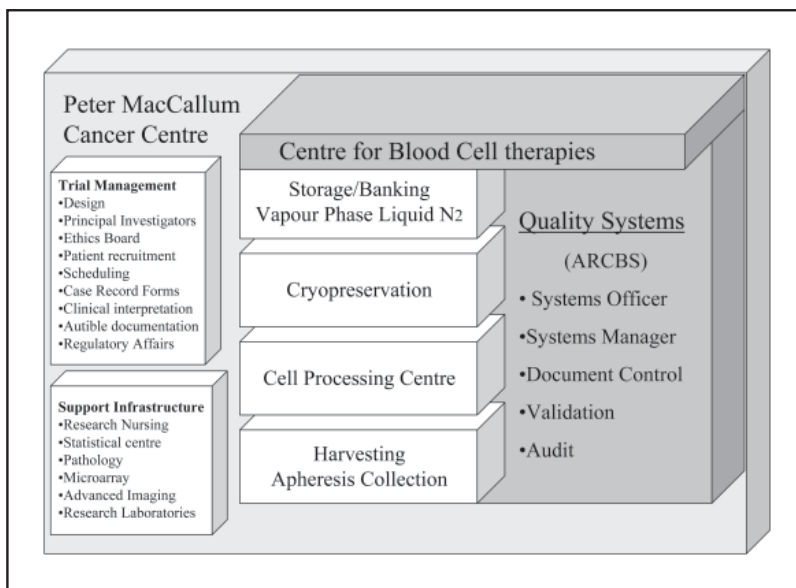 Peter MacCallum
Cancer Centre
Trial Management
•Design
•Principal Investigators
•Ethics Board
•Patient recruitment
•Scheduling
•Case Record Forms
•Clinical interpretation
•Autible documentation
•Regulatory Affairs
Support Infrastructure
•Research Nursing
•Statistical centre
•Pathology
•Microarray
•Advanced Imaging
•Research Laboratories
Centre for Blood Cell therapies
Storage/Banking
Vapour Phase Liquid N2
Cryopreservation
Cell Processing Centre
Harvesting
Apheresis Collection
Quality Systems
(ARCBS)
• Systems Officer
•Systems Manager
•Document Control
•Validation
•Audit